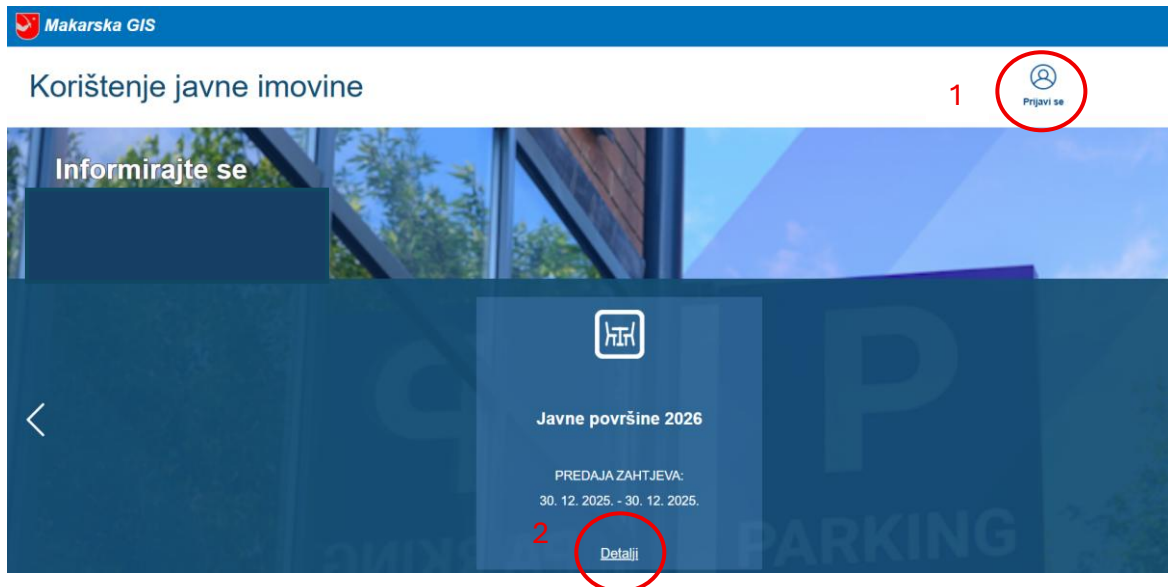 Makarska GIS
Korištenje javne imovine
1
Prijavi se
Informirajte se
P
Javne površine 2026
PREDAJA ZAHTJEVA:
30. 12. 2025. - 30. 12. 2025.
2
Detalji
PARKING